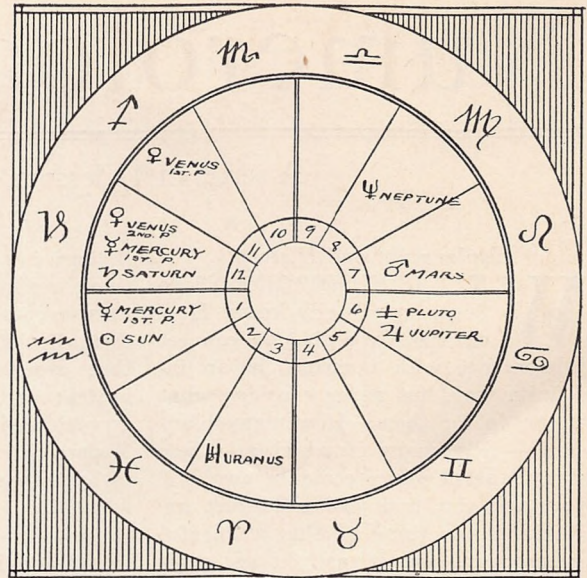 ♏ ♎
♐ ♍
♀ VENUS
1ST. P.
♆ NEPTUNE
10 9
11 8
♑ ♌
♀ VENUS
2ND. P
☿ MERCURY
1ST. P.
♄ SATURN
12 7
♂ MARS
☿ MERCURY
1ST. P.
☉ SUN
1 6
PLUTO
♃ JUPITER
♒ ♋
2 5
3 4
♅ URANUS
♓ ♊
♈ ♉